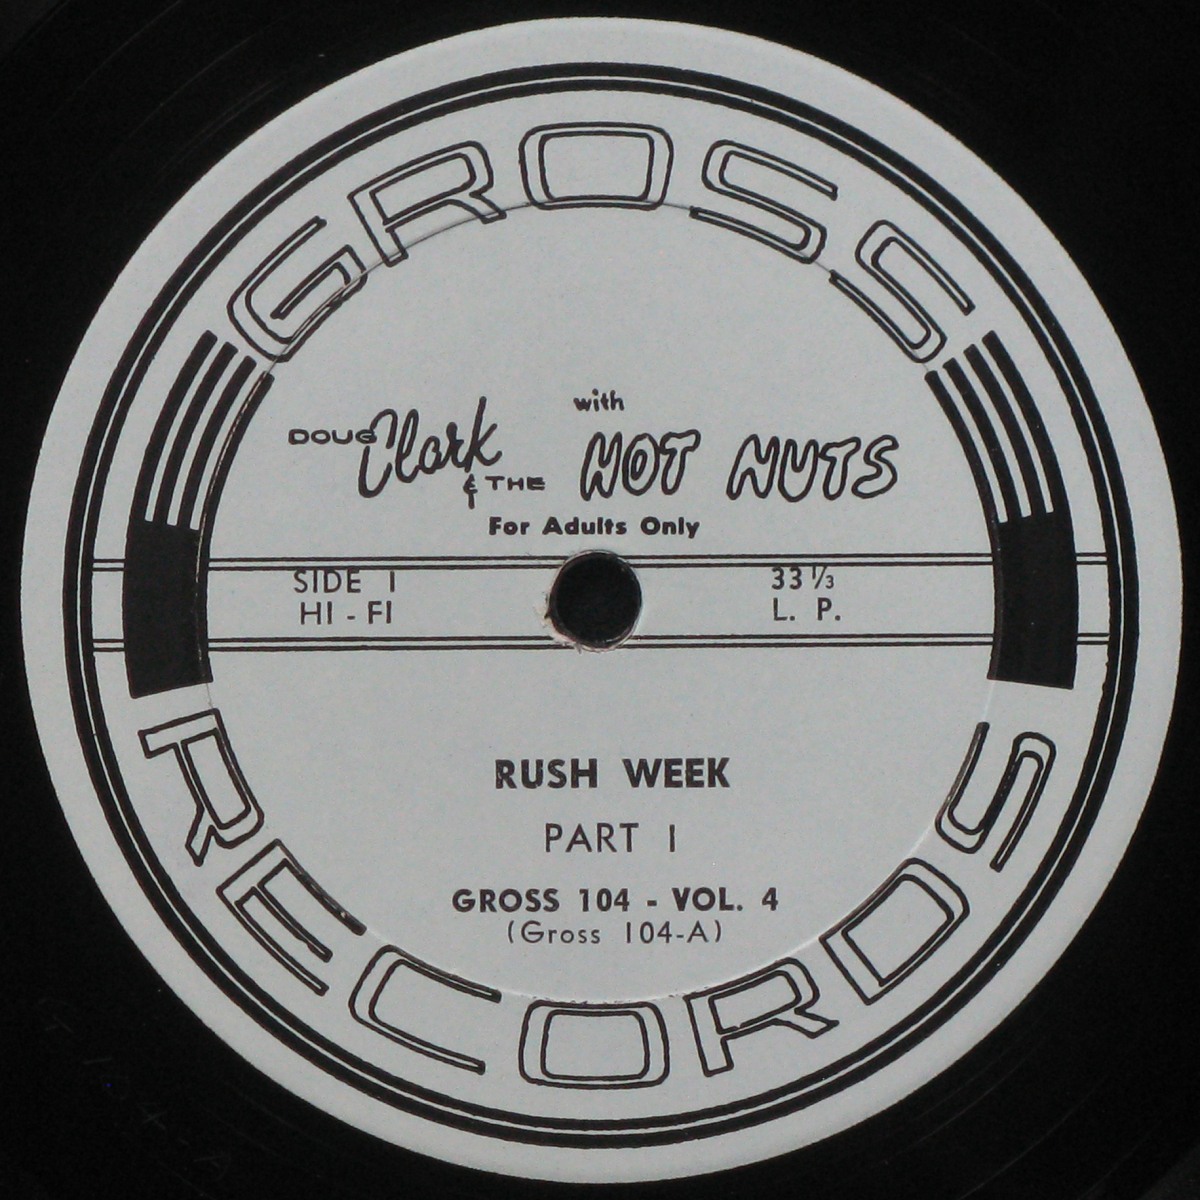 GROSS
with
DOUG Clark & THE HOT NUTS
For Adults Only
SIDE 1
HI - FI
33 1/3
L. P.
RUSH WEEK
PART I
GROSS 104 - VOL. 4
(Gross 104-A)
RECORDS